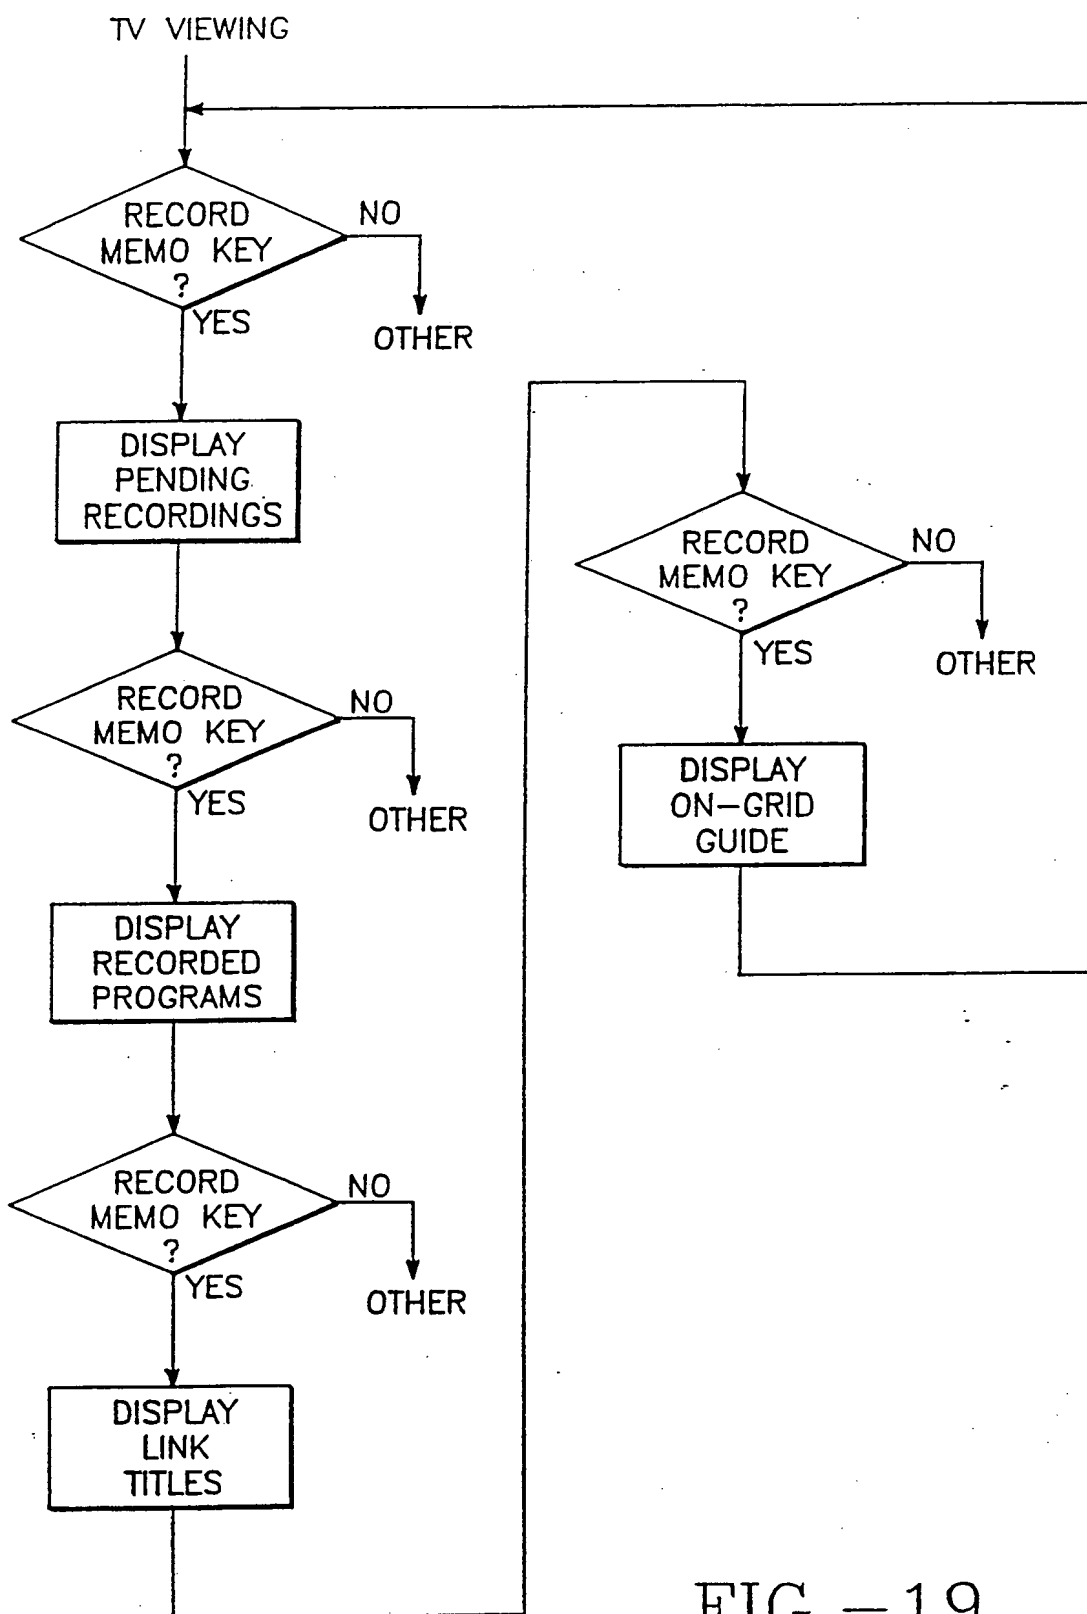 TV VIEWING
RECORD
MEMO KEY
?
NO
YES
OTHER
DISPLAY
PENDING
RECORDINGS
RECORD
MEMO KEY
?
NO
YES
OTHER
DISPLAY
RECORDED
PROGRAMS
RECORD
MEMO KEY
?
NO
YES
OTHER
DISPLAY
LINK
TITLES
RECORD
MEMO KEY
?
NO
YES
OTHER
DISPLAY
ON-GRID
GUIDE
FIG.-19